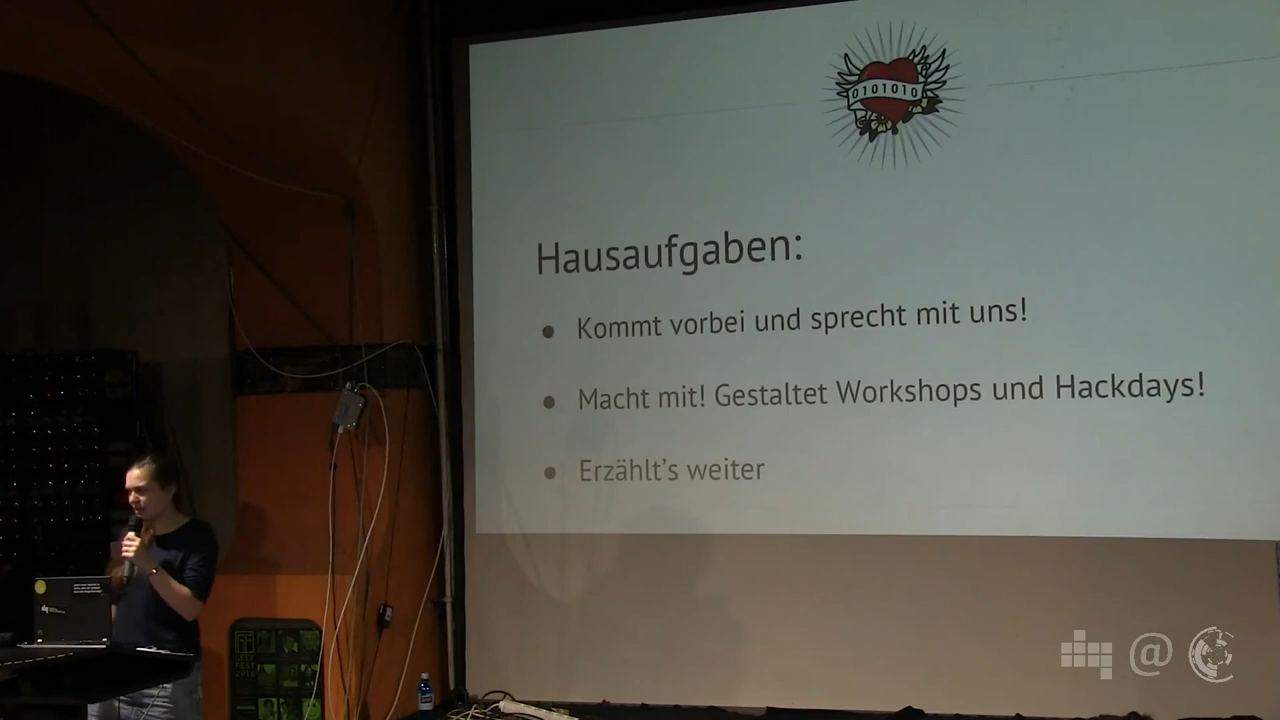 0101010
Hausaufgaben:
● Kommt vorbei und sprecht mit uns!
● Macht mit! Gestaltet Workshops und Hackdays!
● Erzählt's weiter
@